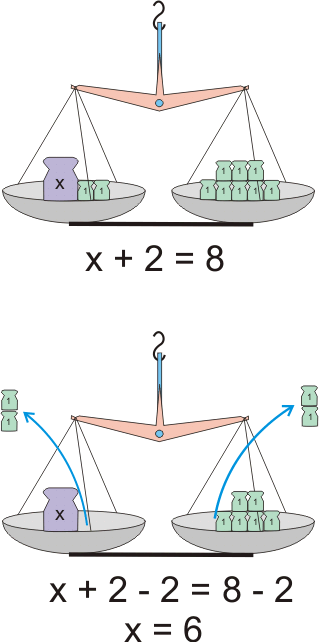 1 1 1
x 1 1
1 1 1 1 1
x + 2 = 8
1
1
1
1
1 1
x
1 1 1 1
x + 2 - 2 = 8 - 2
x = 6